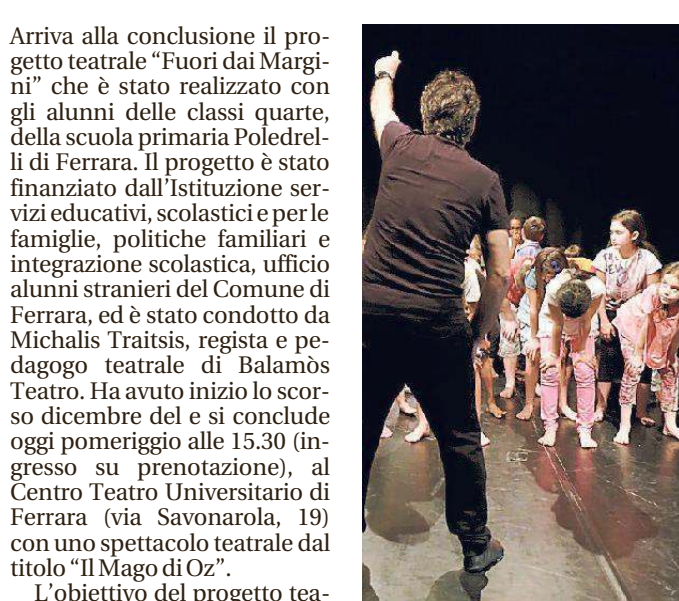 Arriva alla conclusione il pro-
getto teatrale “Fuori dai Margi-
ni” che è stato realizzato con
gli alunni delle classi quarte,
della scuola primaria Poledrel-
li di Ferrara. Il progetto è stato
finanziato dall’Istituzione ser-
vizi educativi, scolastici e per le
famiglie, politiche familiari e
integrazione scolastica, ufficio
alunni stranieri del Comune di
Ferrara, ed è stato condotto da
Michalis Traitsis, regista e pe-
dagogo teatrale di Balamòs
Teatro. Ha avuto inizio lo scor-
so dicembre del e si conclude
oggi pomeriggio alle 15.30 (in-
gresso su prenotazione), al
Centro Teatro Universitario di
Ferrara (via Savonarola, 19)
con uno spettacolo teatrale dal
titolo “Il Mago di Oz”.
L’obiettivo del progetto tea-